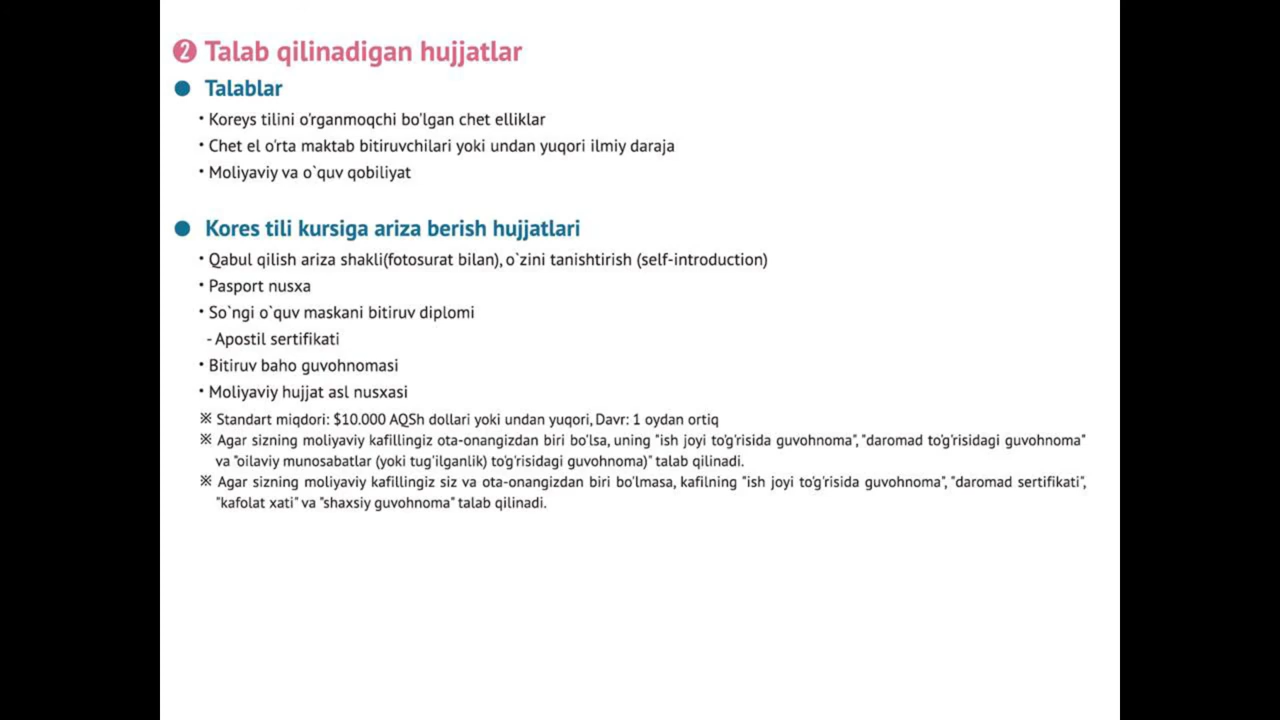 ❷ Talab qilinadigan hujjatlar
● Talablar
• Koreys tilini o'rganmoqchi bo'lgan chet elliklar
• Chet el o'rta maktab bitiruvchilari yoki undan yuqori ilmiy daraja
• Moliyaviy va o`quv qobiliyat
● Kores tili kursiga ariza berish hujjatlari
• Qabul qilish ariza shakli(fotosurat bilan), o`zini tanishtirish (self-introduction)
• Pasport nusxa
• So`ngi o`quv maskani bitiruv diplomi
- Apostil sertifikati
• Bitiruv baho guvohnomasi
• Moliyaviy hujjat asl nusxasi
※ Standart miqdori: $10.000 AQSh dollari yoki undan yuqori, Davr: 1 oydan ortiq
※ Agar sizning moliyaviy kafillingiz ota-onangizdan biri bo'lsa, uning "ish joyi to'g'risida guvohnoma", "daromad to'g'risidagi guvohnoma"
va "oilaviy munosabatlar (yoki tug'ilganlik) to'g'risidagi guvohnoma)" talab qilinadi.
※ Agar sizning moliyaviy kafillingiz siz va ota-onangizdan biri bo'lmasa, kafilning "ish joyi to'g'risida guvohnoma", "daromad sertifikati",
"kafolat xati" va "shaxsiy guvohnoma" talab qilinadi.